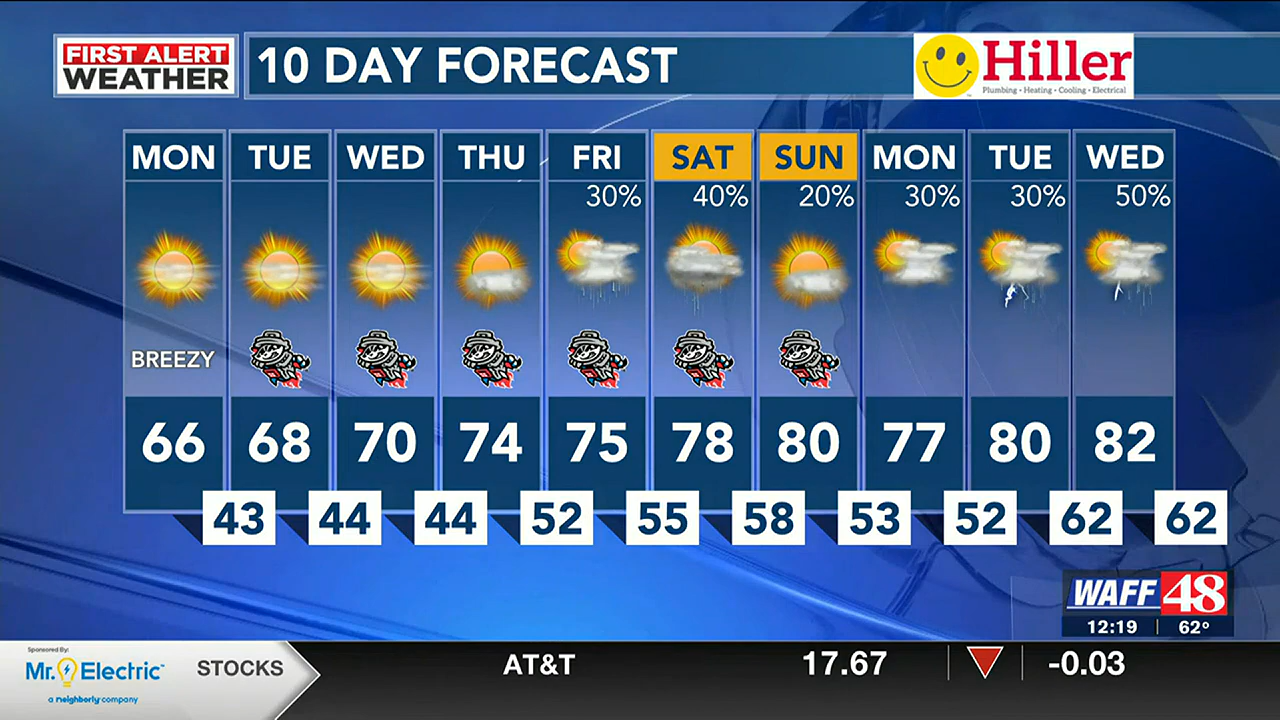 FIRST ALERT
WEATHER
10 DAY FORECAST
Hiller
Plumbing • Heating • Cooling • Electrical
MON TUE WED THU FRI SAT SUN MON TUE WED
30% 40% 20% 30% 30% 50%
BREEZY
66 68 70 74 75 78 80 77 80 82
43 44 44 52 55 58 53 52 62 62
WAFF 48
12:19 | 62°
Sponsored By:
Mr. Electric
a neighborly company
STOCKS
AT&T 17.67 -0.03